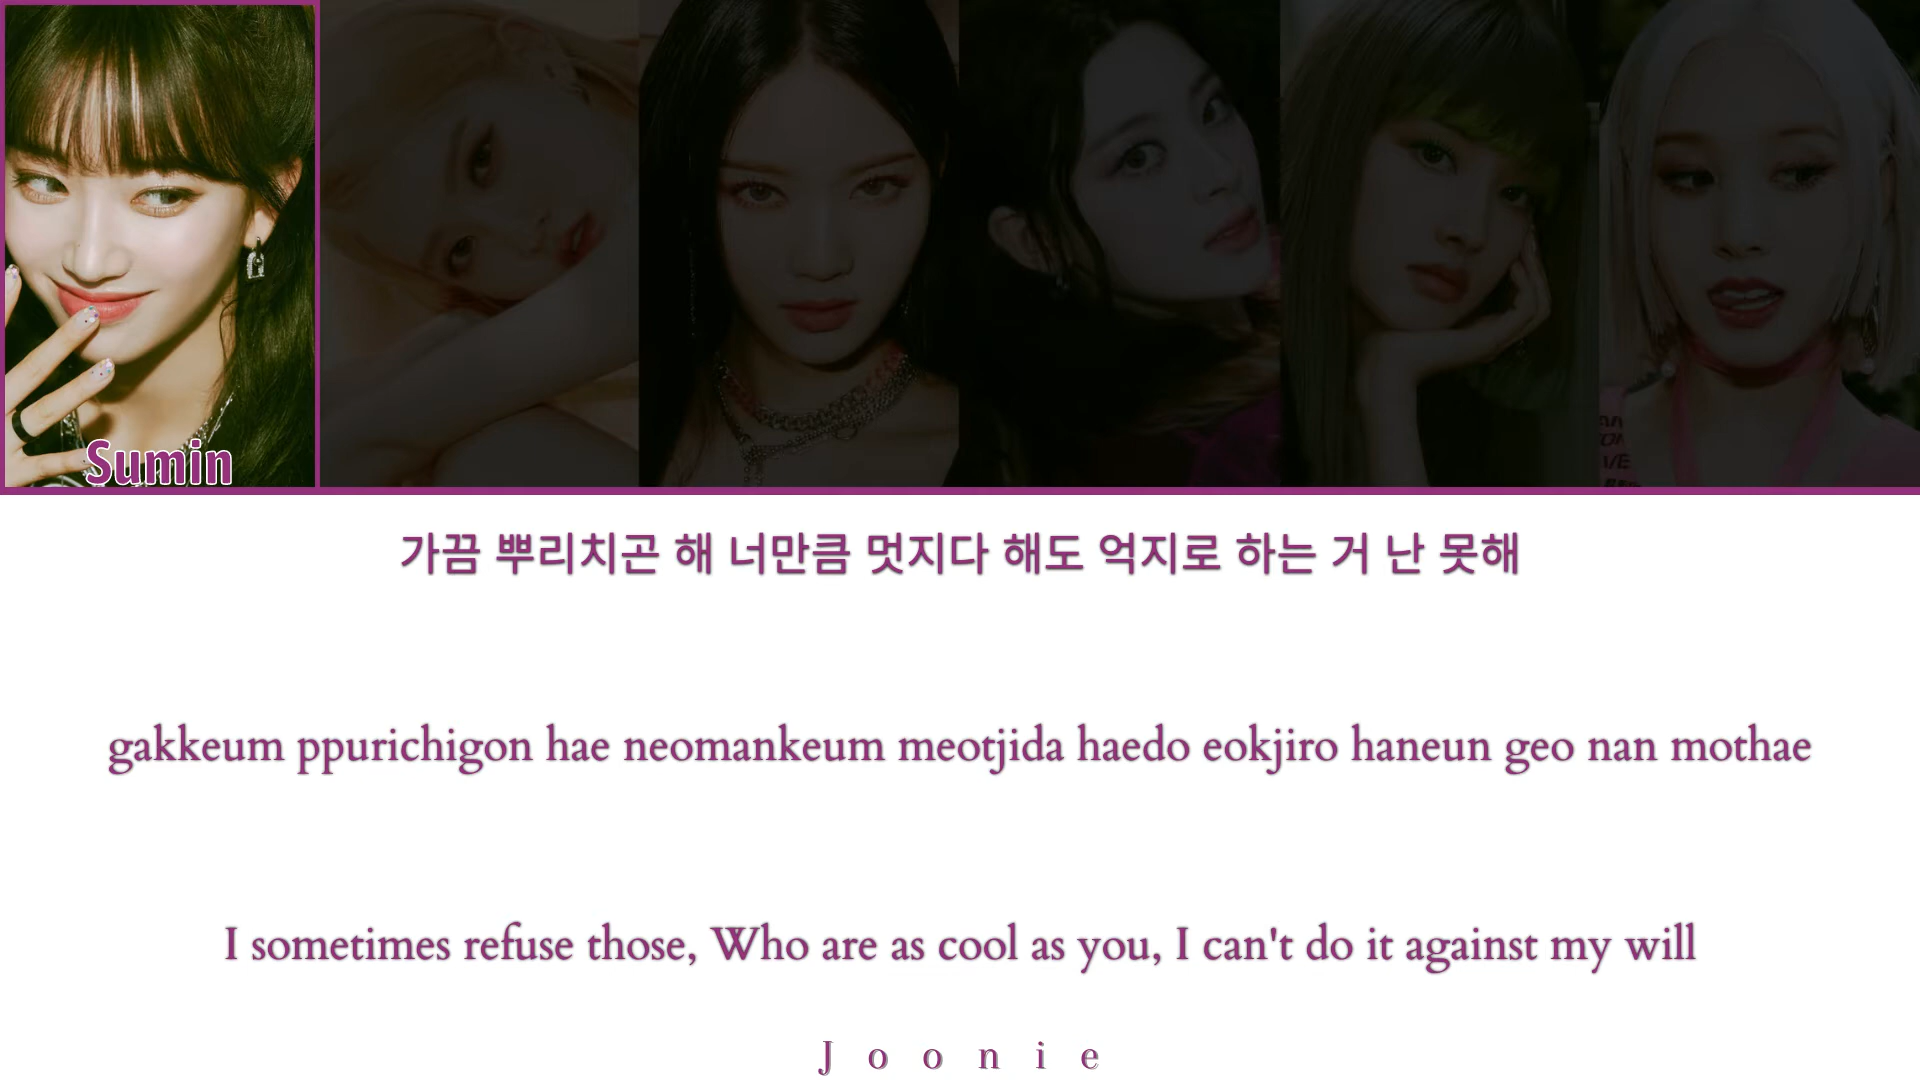 Sumin
가끔 뿌리치곤 해 너만큼 멋지다 해도 억지로 하는 거 난 못해
gakkeum ppurichigon hae neomankeum meotjida haedo eokjiro haneun geo nan mothae
I sometimes refuse those, Who are as cool as you, I can't do it against my will
Joonie